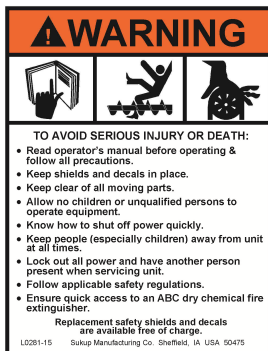 WARNING
TO AVOID SERIOUS INJURY OR DEATH:
• Read operator's manual before operating &
follow all precautions.
• Keep shields and decals in place.
• Keep clear of all moving parts.
• Allow no children or unqualified persons to
operate equipment.
• Know how to shut off power quickly.
• Keep people (especially children) away from unit
at all times.
• Lock out all power and have another person
present when servicing unit.
• Follow applicable safety regulations.
• Ensure quick access to an ABC dry chemical fire
extinguisher.
Replacement safety shields and decals
are available free of charge.
L0281-15 Sukup Manufacturing Co. Sheffield, IA USA 50475